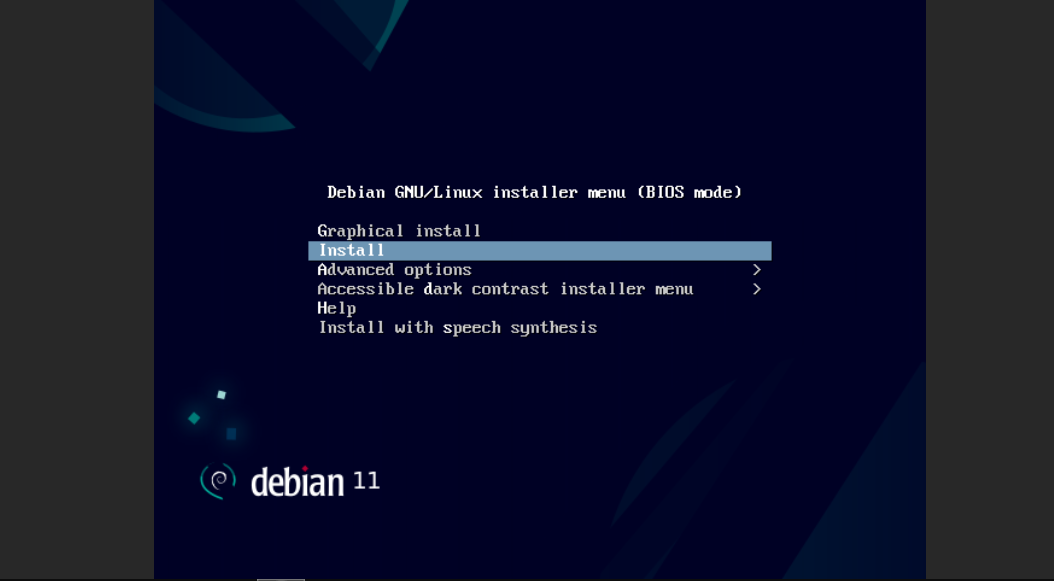 Debian GNU/Linux installer menu (BIOS mode)
Graphical install
Install
Advanced options >
Accessible dark contrast installer menu >
Help
Install with speech synthesis
debian 11